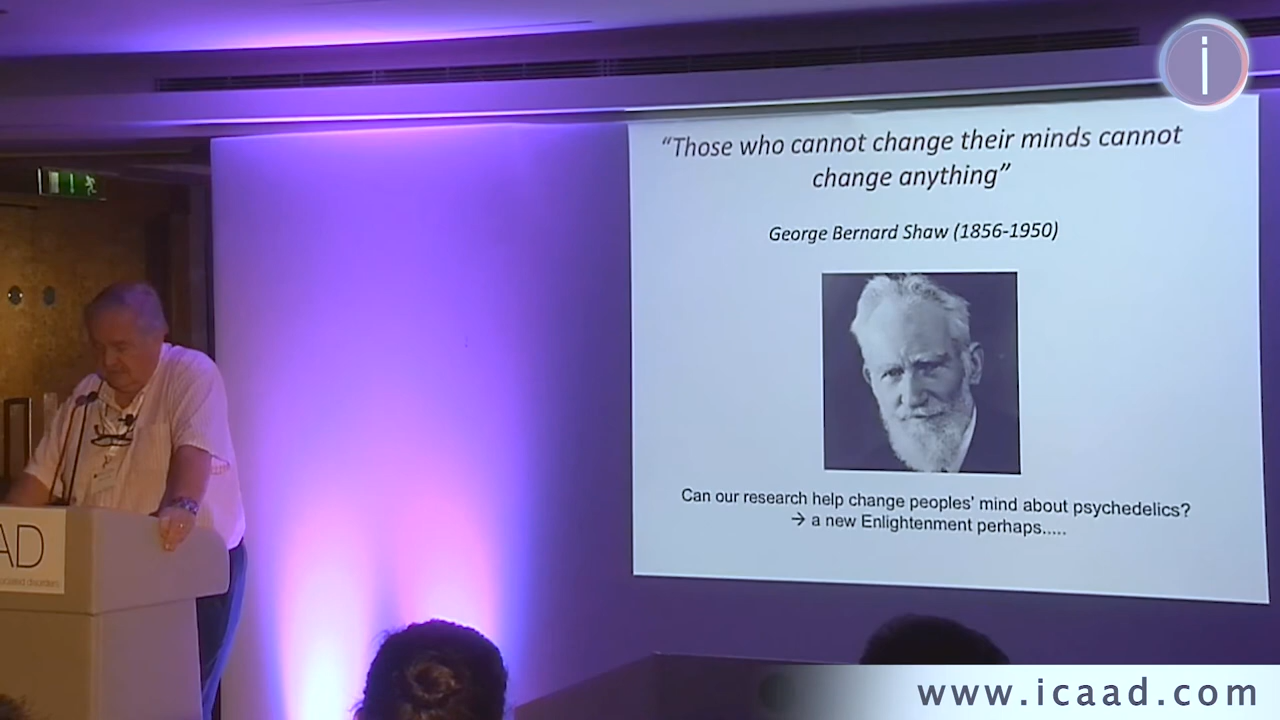 i
“Those who cannot change their minds cannot
change anything”
George Bernard Shaw (1856-1950)
Can our research help change peoples’ mind about psychedelics?
→ a new Enlightenment perhaps.....
AD
disorders
www.icaad.com